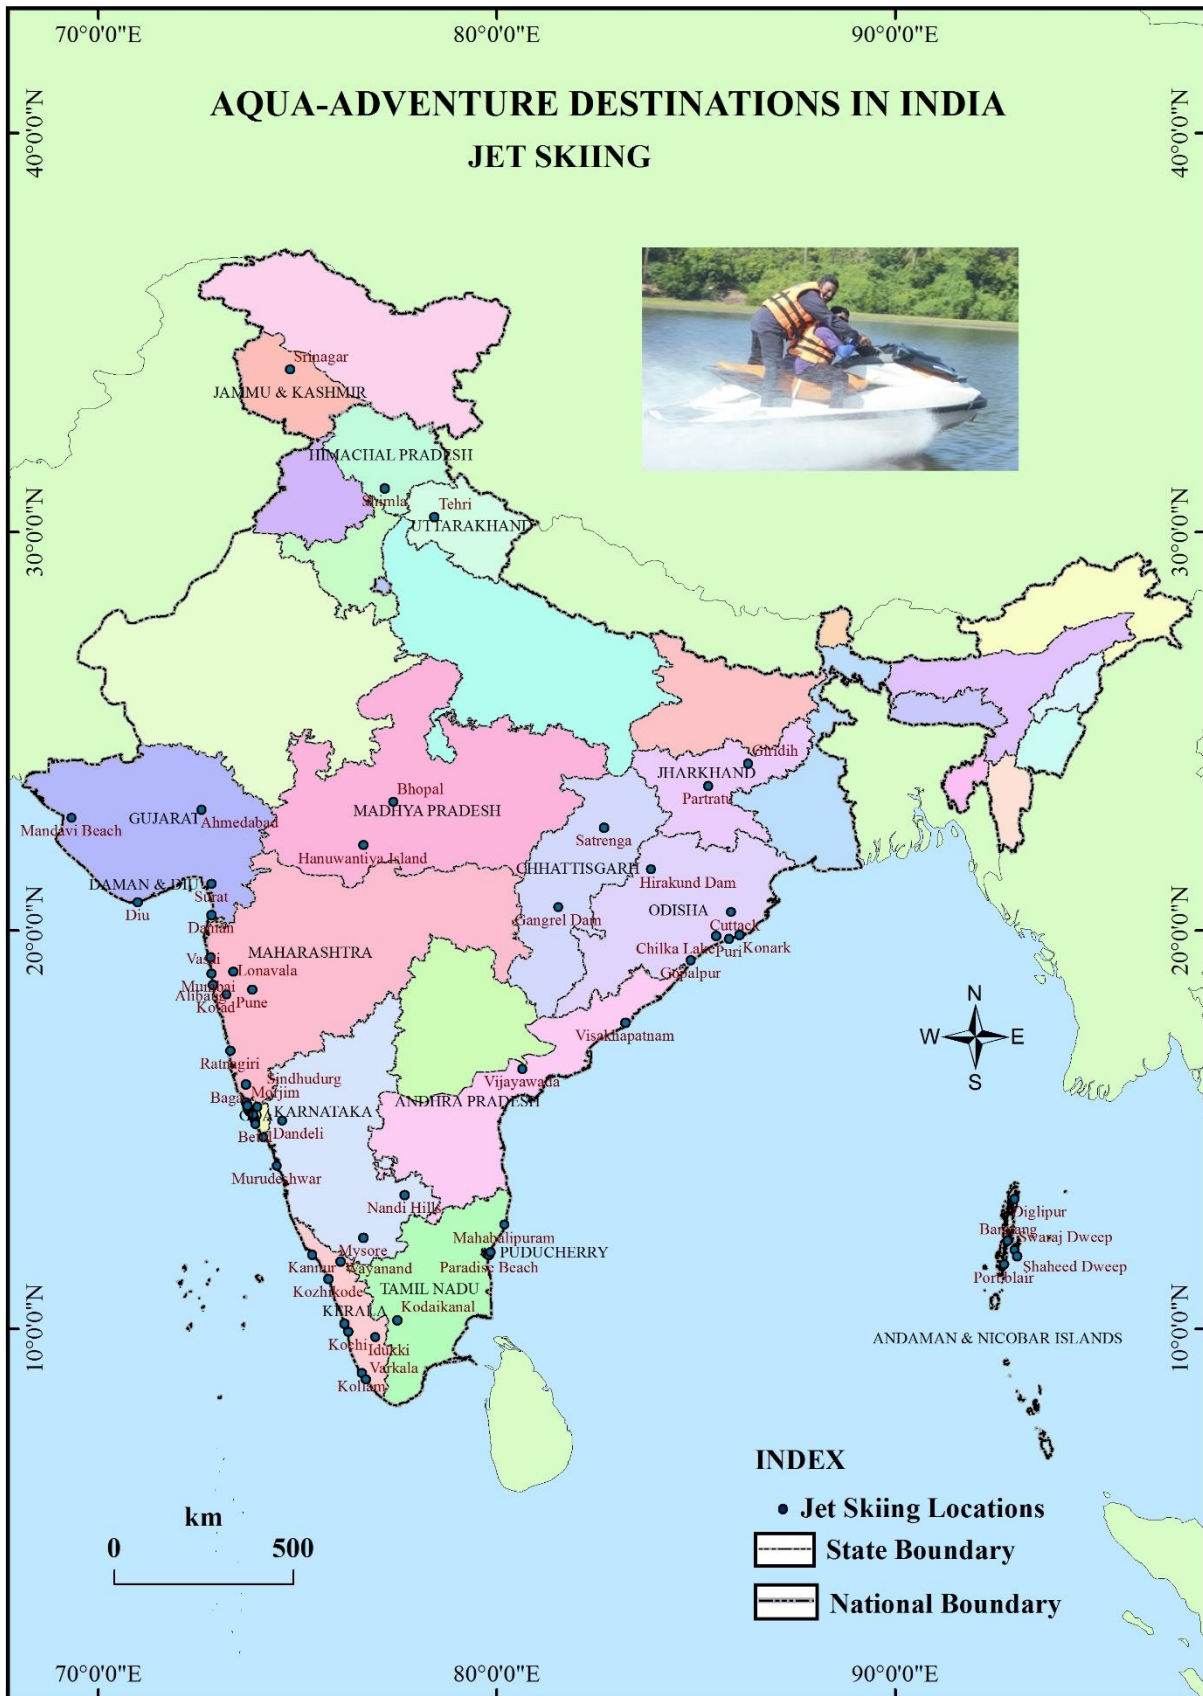 70°0'0"E 80°0'0"E 90°0'0"E
AQUA-ADVENTURE DESTINATIONS IN INDIA
JET SKIING
40°0'0"N 40°0'0"N
Srinagar
JAMMU & KASHMIR
HIMACHAL PRADESH
Shimla
Tehri
UTTARAKHAND
30°0'0"N 30°0'0"N
Giridih
JHARKHAND
Partratu
Bhopal
MADHYA PRADESH
Hanuwantiya Island
GUJARAT
Ahmedabad
Mandavi Beach
Satrenga
CHHATTISGARH
Hirakund Dam
DAMAN & DIU
Surat
Diu
Daman
Gangrel Dam
ODISHA
Cuttack
Chilka Lake
Puri
Konark
Gopalpur
20°0'0"N 20°0'0"N
MAHARASHTRA
Vasai
Lonavala
Mumbai
Alibaug
Kolad
Pune
Visakhapatnam
N
W E
S
Ratnagiri
Vijayawada
Sindhudurg
Morjim
Baga
KARNATAKA
ANDHRA PRADESH
Dandeli
Murudeshwar
Nandi Hills
Mahabalipuram
Mysore
PUDUCHERRY
Paradise Beach
Kannur
Wayanand
Kozhikode
TAMIL NADU
KERALA
Kodaikanal
Kochi
Idukki
Varkala
Kollam
Diglipur
Swaraj Dweep
Shaheed Dweep
Portblair
10°0'0"N 10°0'0"N
ANDAMAN & NICOBAR ISLANDS
INDEX
Jet Skiing Locations
State Boundary
National Boundary
km
0 500
70°0'0"E 80°0'0"E 90°0'0"E